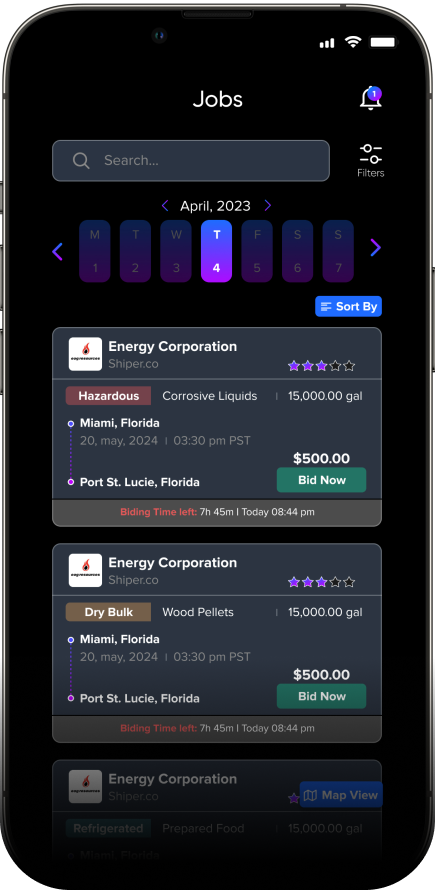 Jobs
1
Search...
Filters
April, 2023
M T W T F S S
1 2 3 4 5 6 7
Sort By
Energy Corporation
Shiper.co
Hazardous Corrosive Liquids | 15,000.00 gal
Miami, Florida
20, may, 2024 | 03:30 pm PST
$500.00
Port St. Lucie, Florida
Bid Now
Biding Time left: 7h 45m | Today 08:44 pm
Energy Corporation
Shiper.co
Dry Bulk Wood Pellets | 15,000.00 gal
Miami, Florida
20, may, 2024 | 03:30 pm PST
$500.00
Port St. Lucie, Florida
Bid Now
Biding Time left: 7h 45m | Today 08:44 pm
Energy Corporation
Shiper.co
Map View
Refrigerated Prepared Food | 15,000.00 gal
Miami, Florida